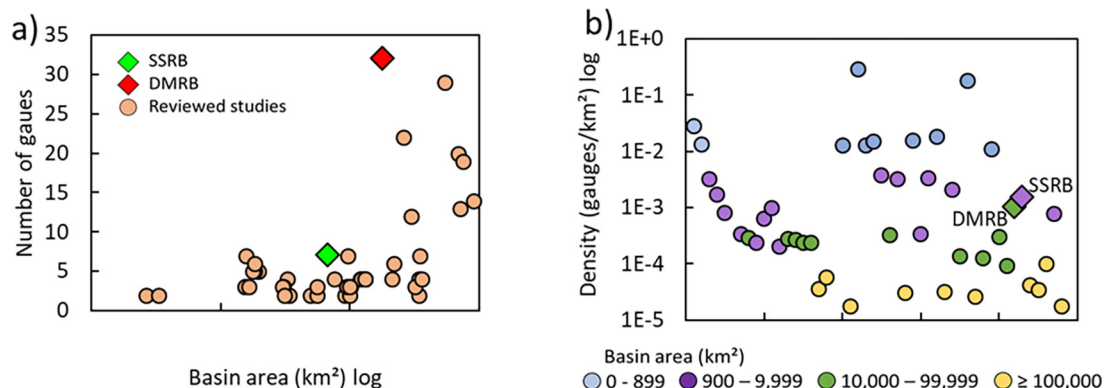 a)
Number of gaues
35
30
25
20
15
10
5
0
SSRB
DMRB
Reviewed studies
Basin area (km²) log
b)
Density (gauges/km²) log
1E+0
1E-1
1E-2
1E-3
1E-4
1E-5
SSRB
DMRB
Basin area (km²)
0 - 899 900 – 9,999 10,000 - 99,999 ≥ 100,000